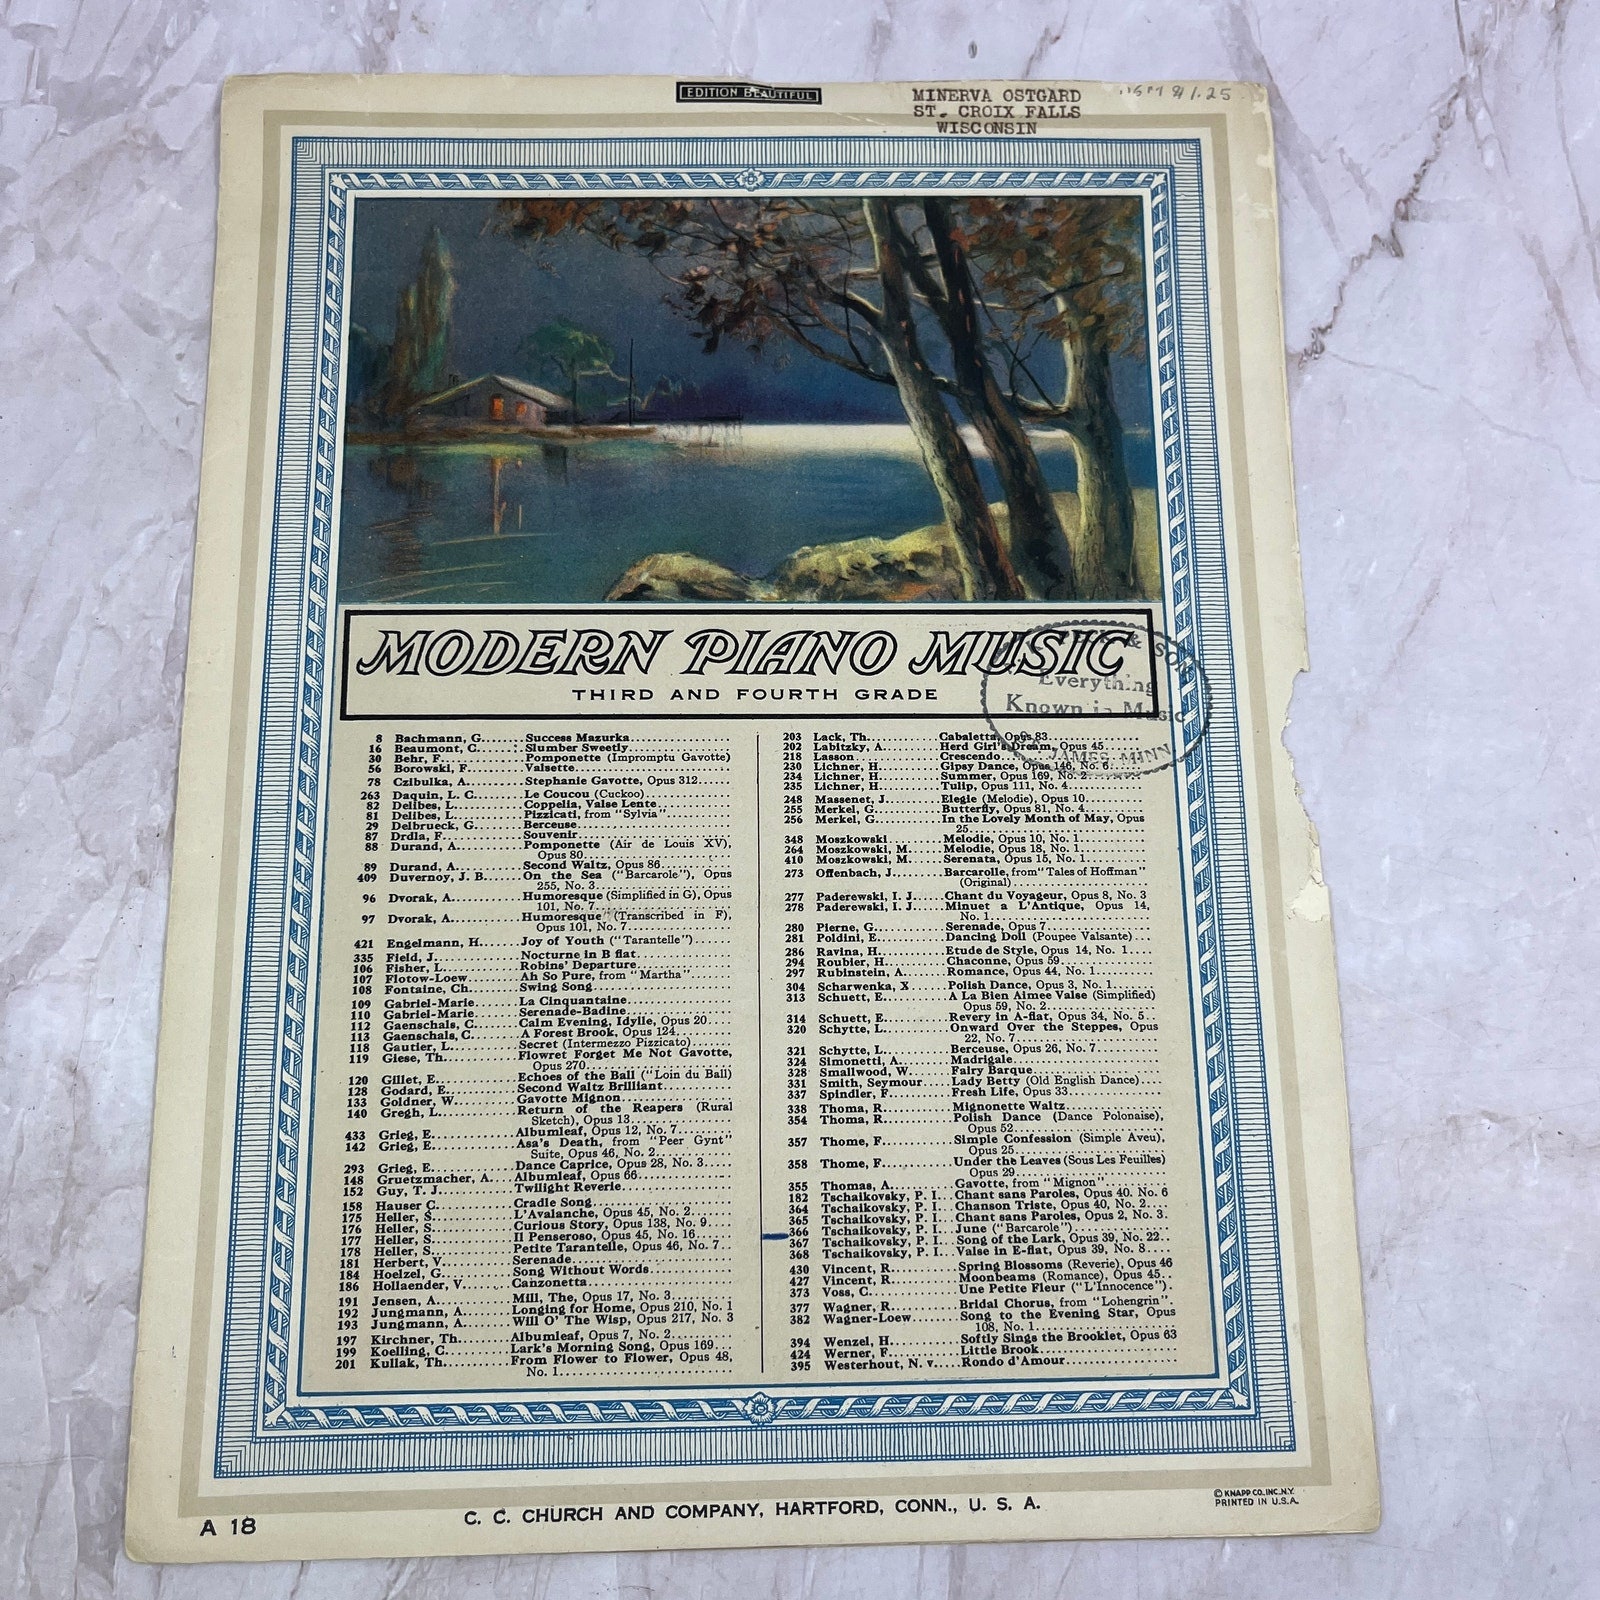 EDITION BEAUTIFUL
MINERVA OSTGARD
ST. CROIX FALLS
WISCONSIN
1.25
MODERN PIANO MUSIC
THIRD AND FOURTH GRADE
& SON
Everything
Known in Music
ST. JAMES, MINN.
8 Bachmann, G. Success Mazurka
16 Beaumont, C. Slumber Sweetly
30 Behr, F. Pomponette (Impromptu Gavotte)
56 Borowski, F. Valsette
78 Czibulka, A. Stephanie Gavotte, Opus 312
263 Daquin, L. C. Le Coucou (Cuckoo)
82 Delibes, L. Coppelia, Valse Lente
81 Delibes, L. Pizzicati, from "Sylvia"
29 Delbrueck, G. Berceuse
87 Drdla, F. Souvenir
88 Durand, A. Pomponette (Air de Louis XV),
Opus 80
89 Durand, A. Second Waltz, Opus 86
409 Duvernoy, J. B. On the Sea ("Barcarole"), Opus
255, No. 3
96 Dvorak, A. Humoresque (Simplified in G), Opus
101, No. 7
97 Dvorak, A. Humoresque (Transcribed in F),
Opus 101, No. 7
421 Engelmann, H. Joy of Youth ("Tarantelle")
335 Field, J. Nocturne in B flat
106 Fisher, L. Robins' Departure
107 Flotow-Loew Ah So Pure, from "Martha"
108 Fontaine, Ch. Swing Song
109 Gabriel-Marie La Cinquantaine
110 Gabriel-Marie Serenade-Badine
112 Gaenschals, C. Calm Evening, Idylle, Opus 20
113 Gaenschals, C. A Forest Brook, Opus 124
118 Gautier, L. Secret (Intermezzo Pizzicato)
119 Giese, Th. Flowret Forget Me Not Gavotte,
Opus 270
120 Gillet, E. Echoes of the Ball ("Loin du Ball)
128 Godard, E. Second Waltz Brilliant
133 Goldner, W. Gavotte Mignon
140 Gregh, L. Return of the Reapers (Rural
Sketch), Opus 13
433 Grieg, E. Albumleaf, Opus 12, No. 7
142 Grieg, E. Asa's Death, from "Peer Gynt"
Suite, Opus 46, No. 2
293 Grieg, E. Dance Caprice, Opus 28, No. 3
148 Gruetzmacher, A. Albumleaf, Opus 66
152 Guy, T. J. Twilight Reverie
158 Hauser C. Cradle Song
175 Heller, S. L'Avalanche, Opus 45, No. 2
176 Heller, S. Curious Story, Opus 138, No. 9
177 Heller, S. Il Penseroso, Opus 45, No. 16
178 Heller, S. Petite Tarantelle, Opus 46, No. 7
181 Herbert, V. Serenade
184 Hoelzel, G. Song Without Words
186 Hollaender, V. Canzonetta
191 Jensen, A. Mill, The, Opus 17, No. 3
192 Jungmann, A. Longing for Home, Opus 210, No. 1
193 Jungmann, A. Will O' The Wisp, Opus 217, No. 3
197 Kirchner, Th. Albumleaf, Opus 7, No. 2
199 Koelling, C. Lark's Morning Song, Opus 169
201 Kullak, Th. From Flower to Flower, Opus 48,
No. 1
203 Lack, Th. Cabaletta, Opus 83
202 Labitzky, A. Herd Girl's Dream, Opus 45
218 Lasson Crescendo
230 Lichner, H. Gipsy Dance, Opus 146, No. 6
234 Lichner, H. Summer, Opus 169, No. 2
235 Lichner, H. Tulip, Opus 111, No. 4
248 Massenet, J. Elegie (Melodie), Opus 10
255 Merkel, G. Butterfly, Opus 81, No. 4
256 Merkel, G. In the Lovely Month of May, Opus
25
348 Moszkowski Melodie, Opus 10, No. 1
264 Moszkowski, M. Melodie, Opus 18, No. 1
410 Moszkowski, M. Serenata, Opus 15, No. 1
273 Offenbach, J. Barcarolle, from "Tales of Hoffman"
(Original)
277 Paderewski, I. J. Chant du Voyageur, Opus 8, No. 3
278 Paderewski, I. J. Minuet a L'Antique, Opus 14,
No. 1
280 Pierne, G. Serenade, Opus 7
281 Poldini, E. Dancing Doll (Poupee Valsante)
286 Ravina, H. Etude de Style, Opus 14, No. 1
294 Roubier, H. Chaconne, Opus 59
297 Rubinstein, A. Romance, Opus 44, No. 1
304 Scharwenka, X Polish Dance, Opus 3, No. 1
313 Schuett, E. A La Bien Aimee Valse (Simplified)
Opus 59, No. 2
314 Schuett, E. Revery in A-flat, Opus 34, No. 5
320 Schytte, L. Onward Over the Steppes, Opus
22, No. 7
321 Schytte, L. Berceuse, Opus 26, No. 7
324 Simonetti, A. Madrigale
328 Smallwood, W. Fairy Barque
331 Smith, Seymour Lady Betty (Old English Dance)
337 Spindler, F. Fresh Life, Opus 33
338 Thoma, R. Mignonette Waltz
354 Thoma, R. Polish Dance (Dance Polonaise),
Opus 52
357 Thome, F. Simple Confession (Simple Aveu),
Opus 25
358 Thome, F. Under the Leaves (Sous Les Feuilles)
Opus 29
355 Thomas, A. Gavotte, from "Mignon"
182 Tschaikovsky, P. I. Chant sans Paroles, Opus 40, No. 6
364 Tschaikovsky, P. I. Chanson Triste, Opus 40, No. 2
365 Tschaikovsky, P. I. Chant sans Paroles, Opus 2, No. 3
366 Tschaikovsky, P. I. June ("Barcarole")
367 Tschaikovsky, P. I. Song of the Lark, Opus 39, No. 22
368 Tschaikovsky, P. I. Valse in E-flat, Opus 39, No. 8
430 Vincent, R. Spring Blossoms (Reverie), Opus 46
427 Vincent, R. Moonbeams (Romance), Opus 45
373 Voss, C. Une Petite Fleur ("L'Innocence")
377 Wagner, R. Bridal Chorus, from "Lohengrin"
382 Wagner-Loew Song to the Evening Star, Opus
108, No. 1
394 Wenzel, H. Softly Sings the Brooklet, Opus 63
424 Werner, F. Little Brook
395 Westerhout, N. v. Rondo d'Amour
© KNAPP CO., INC. N.Y.
PRINTED IN U.S.A.
C. C. CHURCH AND COMPANY, HARTFORD, CONN., U. S. A.
A 18